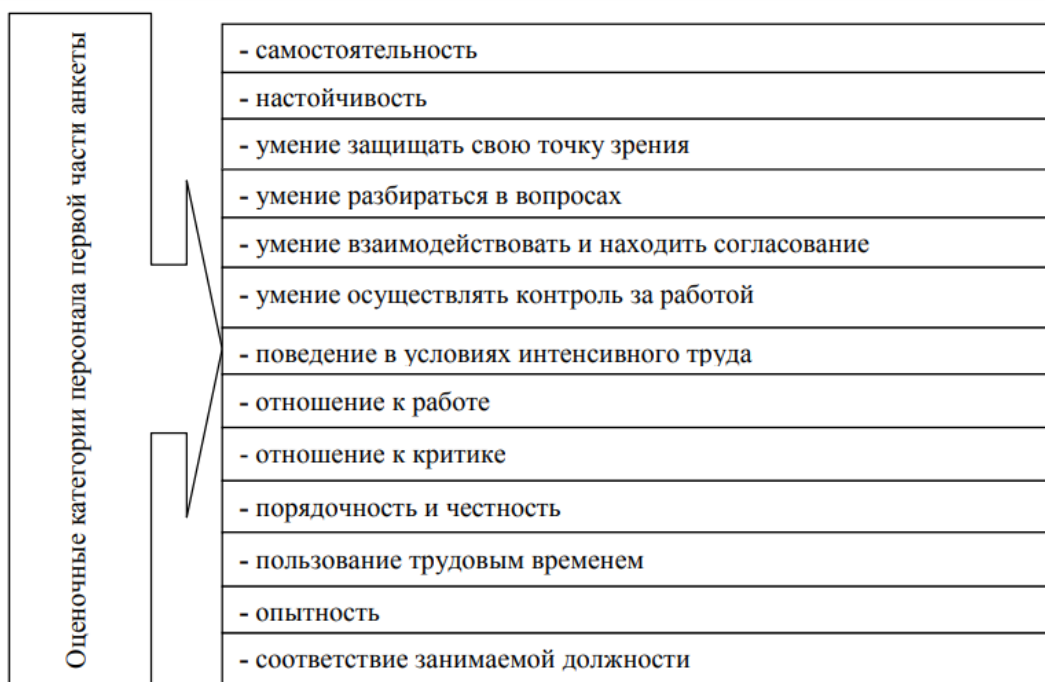 Оценочные категории персонала первой части анкеты
- самостоятельность
- настойчивость
- умение защищать свою точку зрения
- умение разбираться в вопросах
- умение взаимодействовать и находить согласование
- умение осуществлять контроль за работой
- поведение в условиях интенсивного труда
- отношение к работе
- отношение к критике
- порядочность и честность
- пользование трудовым временем
- опытность
- соответствие занимаемой должности